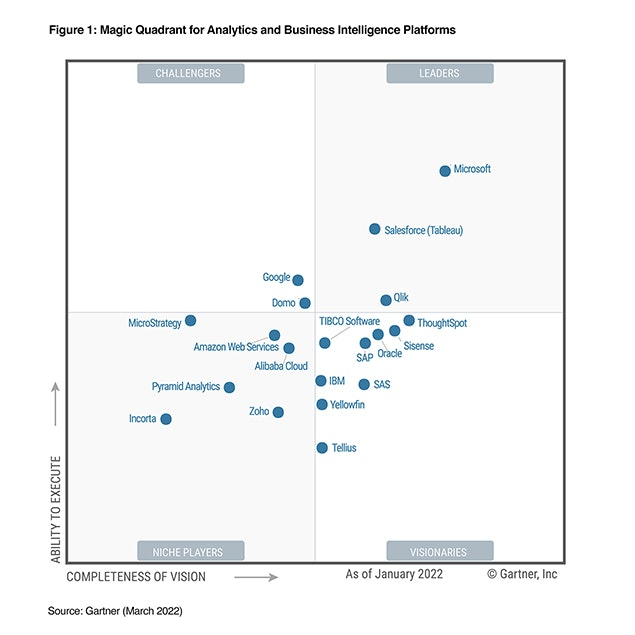 Figure 1: Magic Quadrant for Analytics and Business Intelligence Platforms
CHALLENGERS
LEADERS
Microsoft
Salesforce (Tableau)
Google
Domo
Qlik
MicroStrategy
TIBCO Software
ThoughtSpot
Amazon Web Services
Sisense
Oracle
SAP
Alibaba Cloud
Pyramid Analytics
IBM
SAS
Zoho
Yellowfin
Incorta
Tellius
ABILITY TO EXECUTE
NICHE PLAYERS
VISIONARIES
COMPLETENESS OF VISION
As of January 2022
© Gartner, Inc
Source: Gartner (March 2022)